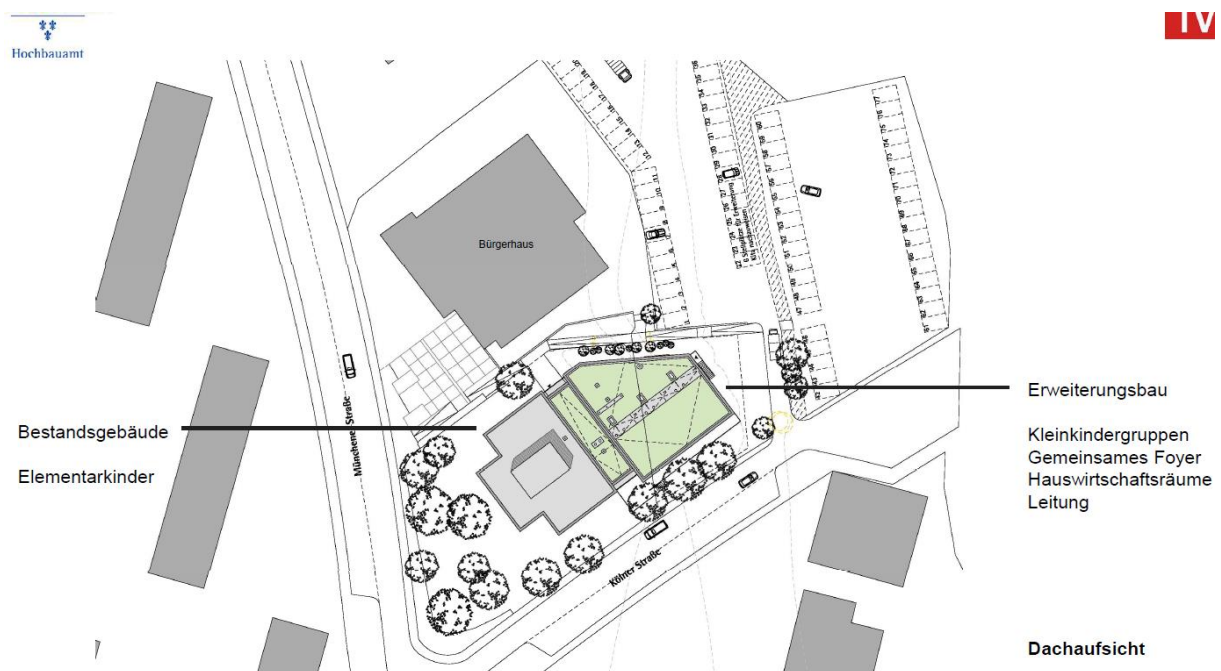 Hochbauamt
IV
Bürgerhaus
Münchener Straße
Kölner Straße
Bestandsgebäude
Elementarkinder
Erweiterungsbau
Kleinkindergruppen
Gemeinsames Foyer
Hauswirtschaftsräume
Leitung
Dachaufsicht